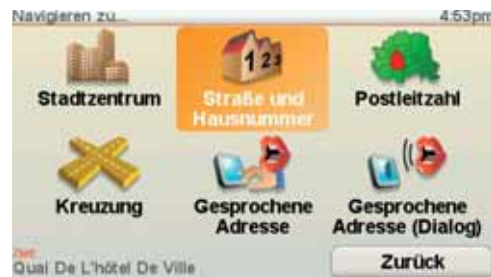 Navigieren zu...
4:53pm
Stadtzentrum
123
Straße und
Hausnummer
Postleitzahl
Kreuzung
Gesprochene
Adresse
Gesprochene
Adresse (Dialog)
Quai De L'hôtel De Ville
Zurück